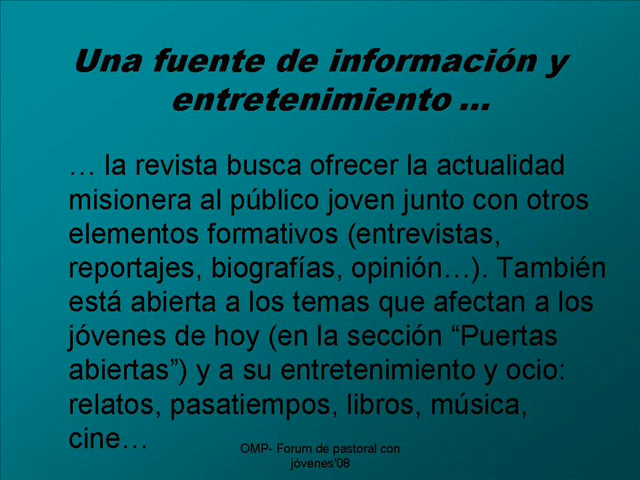 Una fuente de información y
entretenimiento ...
... la revista busca ofrecer la actualidad
misionera al público joven junto con otros
elementos formativos (entrevistas,
reportajes, biografías, opinión...). También
está abierta a los temas que afectan a los
jóvenes de hoy (en la sección “Puertas
abiertas”) y a su entretenimiento y ocio:
relatos, pasatiempos, libros, música,
cine...
OMP- Forum de pastoral con
jóvenes'08